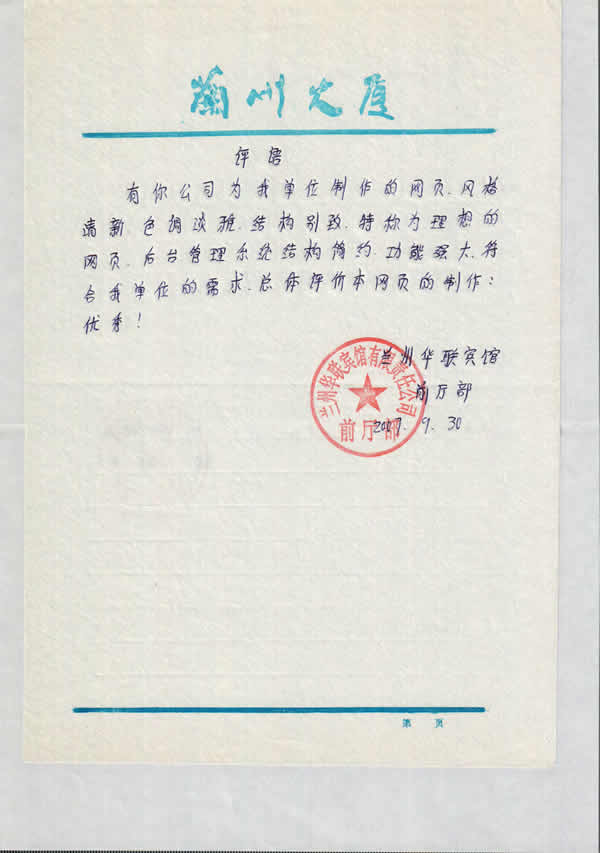 兰州大厦
评语
有你公司为我单位制作的网页、风格
清新、色调淡雅、结构别致、特称为理想的
网页、后台管理系统结构简约、功能强大、符
合我单位的需求、总体评价本网页的制作：
优秀！
兰州华联宾馆
前厅部
2007.9.30
兰州华联宾馆有限责任公司
前厅部
第 页